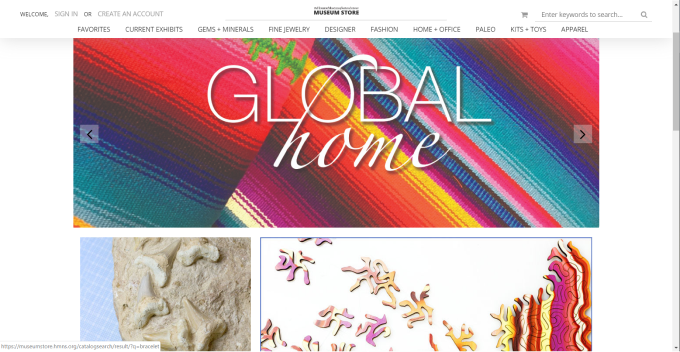 WELCOME, SIGN IN OR CREATE AN ACCOUNT
MUSEUM STORE
Enter keywords to search...
FAVORITES CURRENT EXHIBITS GEMS + MINERALS FINE JEWELRY DESIGNER FASHION HOME + OFFICE PALEO KITS + TOYS APPAREL
GLOBAL
home
https://museumstore.hmns.org/catalogsearch/result/?q=bracelet